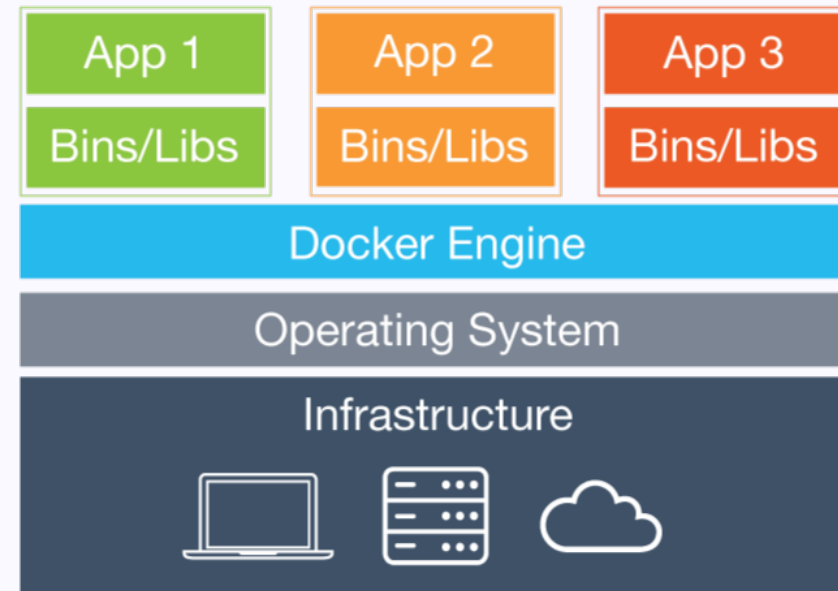 App 1
App 2
App 3
Bins/Libs
Bins/Libs
Bins/Libs
Docker Engine
Operating System
Infrastructure